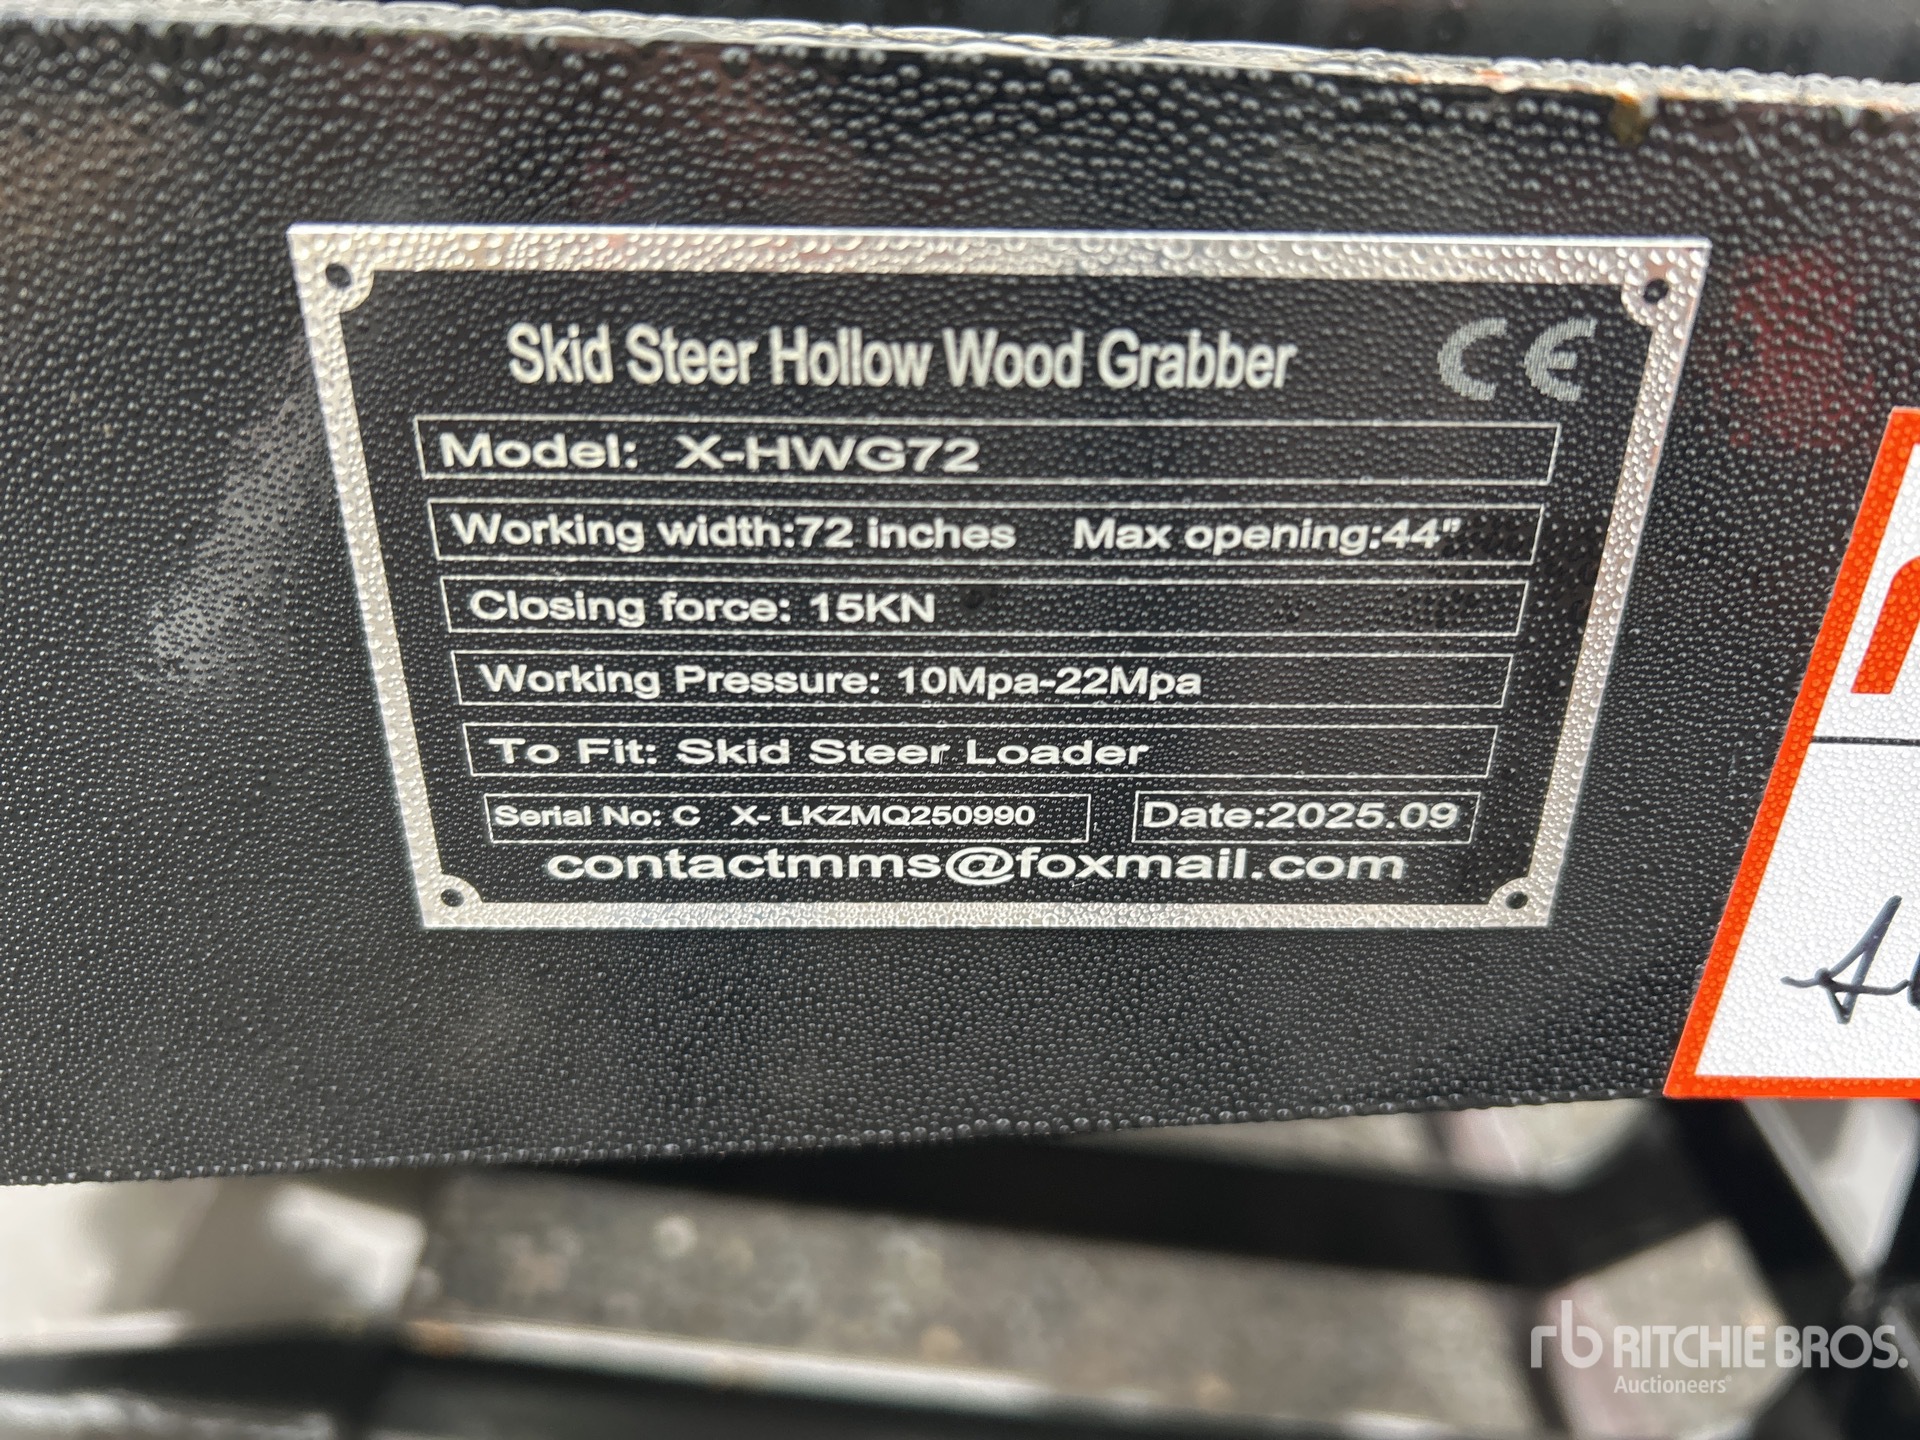 Skid Steer Hollow Wood Grabber CE
Model: X-HWG72
Working width:72 inches Max opening:44"
Closing force: 15KN
Working Pressure: 10Mpa-22Mpa
To Fit: Skid Steer Loader
Serial No: C X- LKZMQ250990 Date:2025.09
contactmms@foxmail.com
rb RITCHIE BROS.
Auctioneers